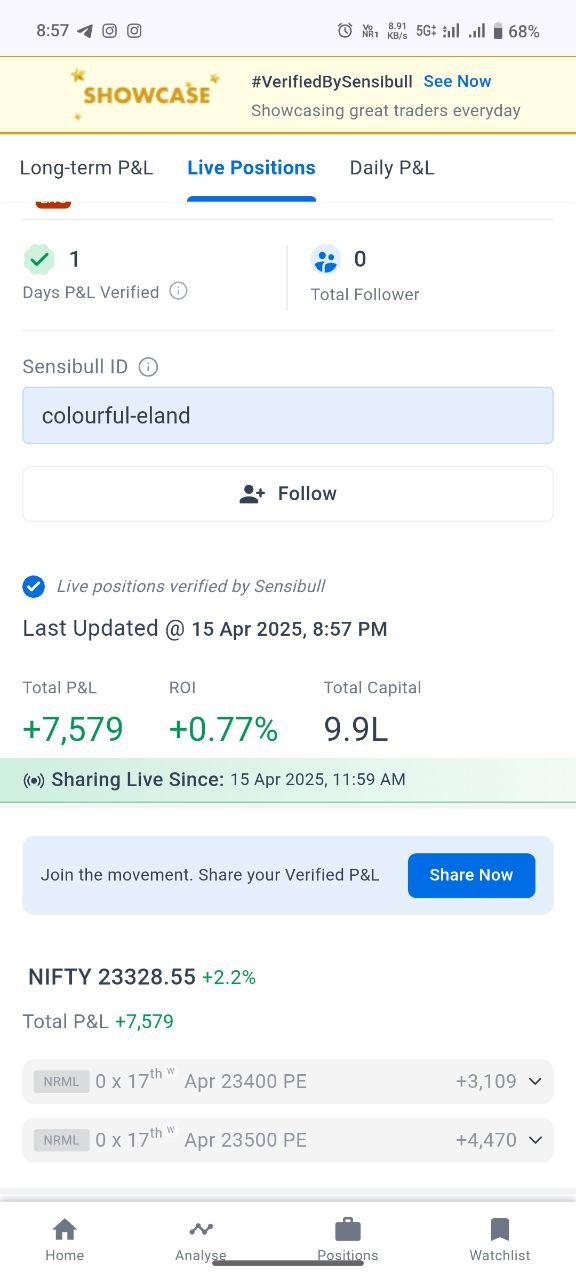 8:57
Vo NR1 8.91 KB/s 5G 68%
SHOWCASE
#VerifiedBySensibull See Now
Showcasing great traders everyday
Long-term P&L Live Positions Daily P&L
1
Days P&L Verified
0
Total Follower
Sensibull ID
colourful-eland
Follow
Live positions verified by Sensibull
Last Updated @ 15 Apr 2025, 8:57 PM
Total P&L ROI Total Capital
+7,579 +0.77% 9.9L
Sharing Live Since: 15 Apr 2025, 11:59 AM
Join the movement. Share your Verified P&L Share Now
NIFTY 23328.55 +2.2%
Total P&L +7,579
NRML 0 x 17th W Apr 23400 PE +3,109
NRML 0 x 17th W Apr 23500 PE +4,470
Home Analyse Positions Watchlist